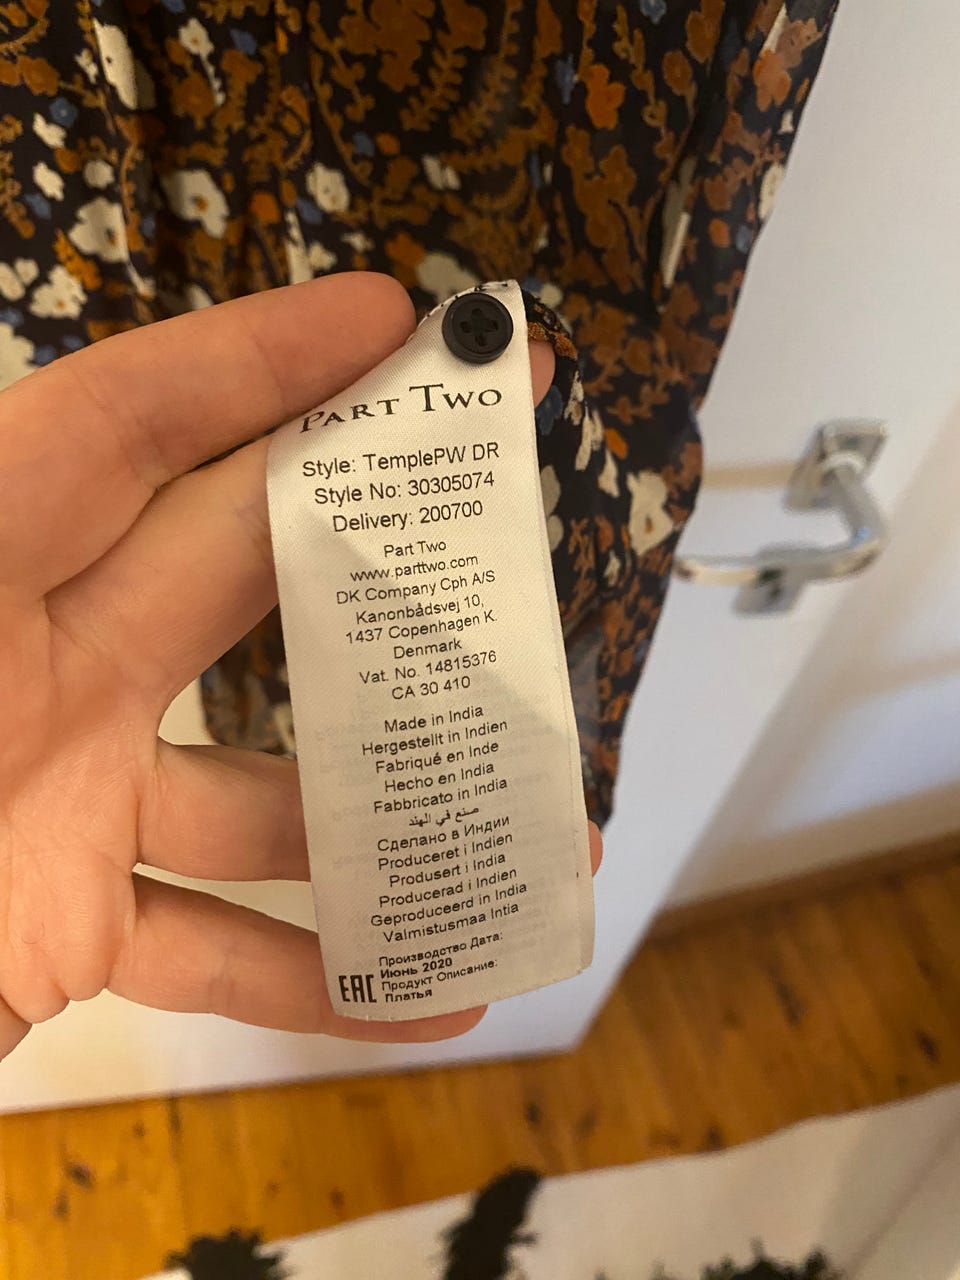 PART TWO
Style: TemplePW DR
Style No: 30305074
Delivery: 200700
Part Two
www.parttwo.com
DK Company Cph A/S
Kanonbådsvej 10,
1437 Copenhagen K.
Denmark
Vat. No. 14815376
CA 30 410
Made in India
Hergestellt in Indien
Fabriqué en Inde
Hecho en India
Fabbricato in India
صنع في الهند
Сделано в Индии
Produceret i Indien
Produsert i India
Producerad i Indien
Geproduceerd in India
Valmistusmaa Intia
Производство Дата:
Июнь 2020
Продукт Описание:
Платья
EAC